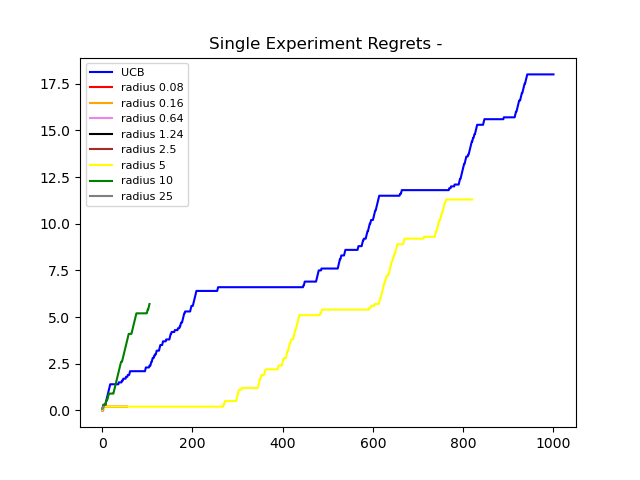 Single Experiment Regrets -
17.5
15.0
12.5
10.0
7.5
5.0
2.5
0.0
UCB
radius 0.08
radius 0.16
radius 0.64
radius 1.24
radius 2.5
radius 5
radius 10
radius 25
0 200 400 600 800 1000